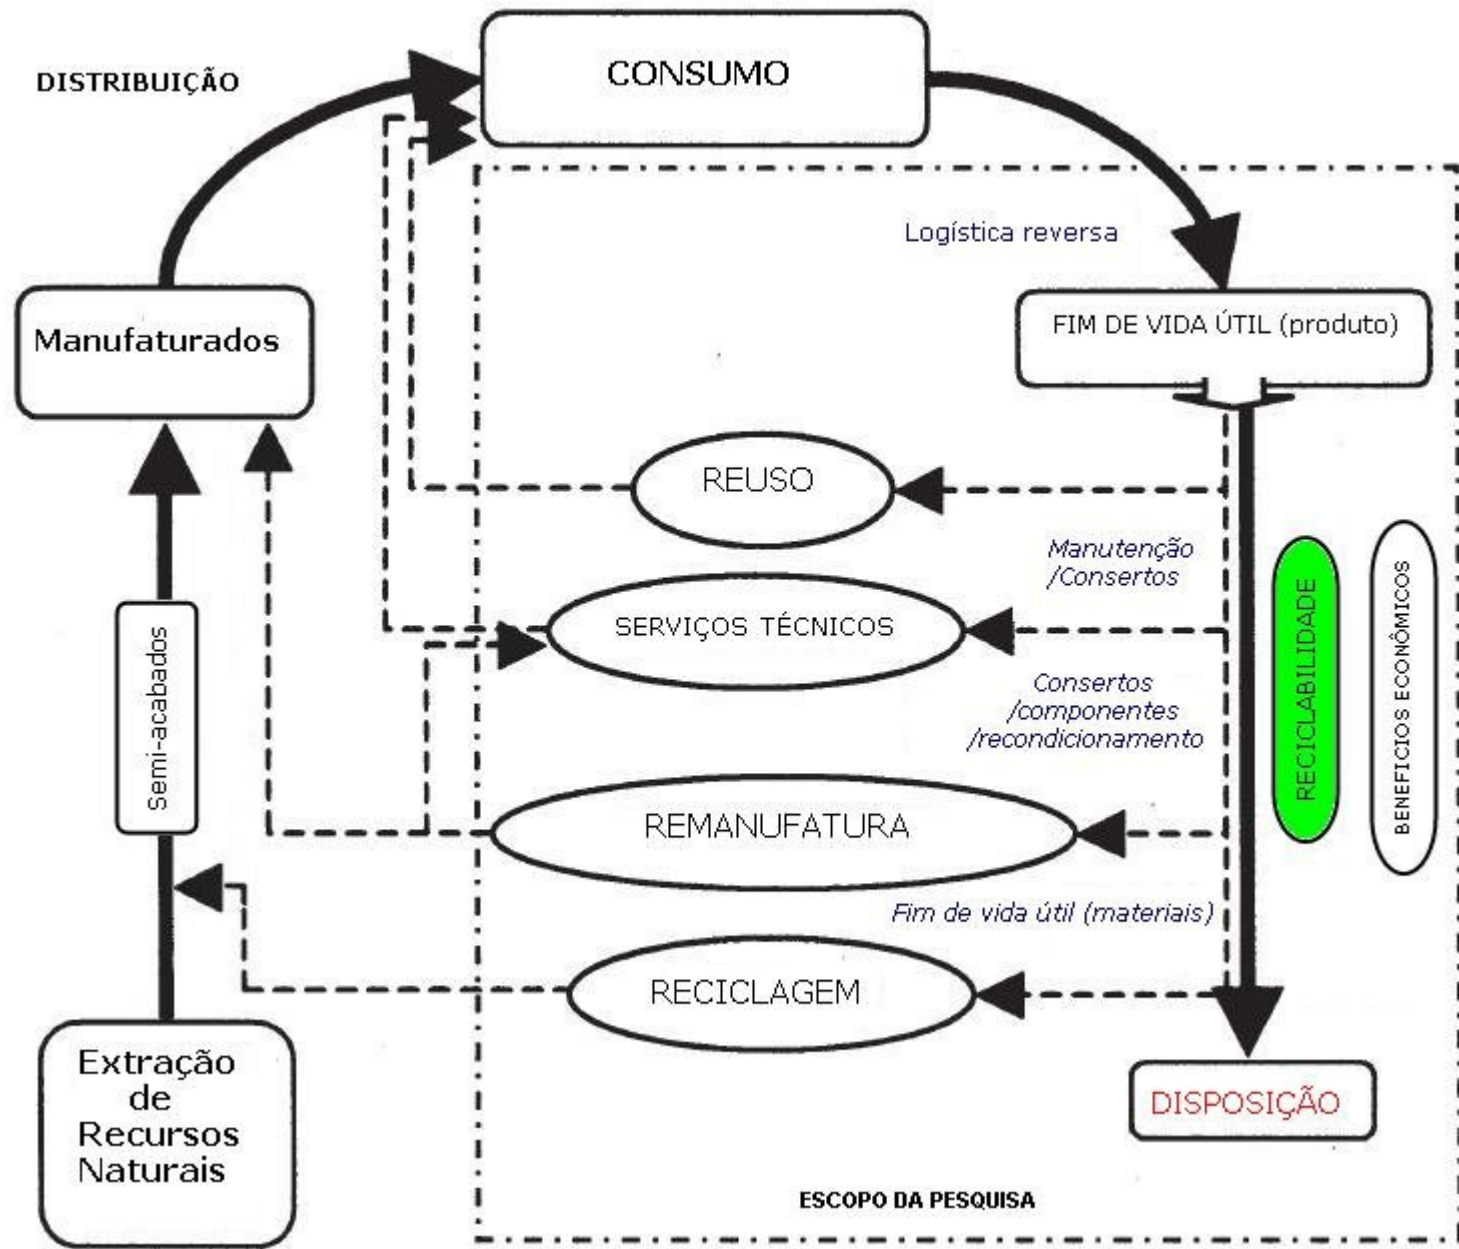 DISTRIBUIÇÃO
CONSUMO
Logística reversa
Manufaturados
FIM DE VIDA ÚTIL (produto)
REUSO
Manutenção
/Consertos
SERVIÇOS TÉCNICOS
Consertos
/componentes
/recondicionamento
RECICLABILIDADE
BENEFICIOS ECONÔMICOS
Semi-acabados
REMANUFATURA
Fim de vida útil (materiais)
RECICLAGEM
Extração
de
Recursos
Naturais
DISPOSIÇÃO
ESCOPO DA PESQUISA